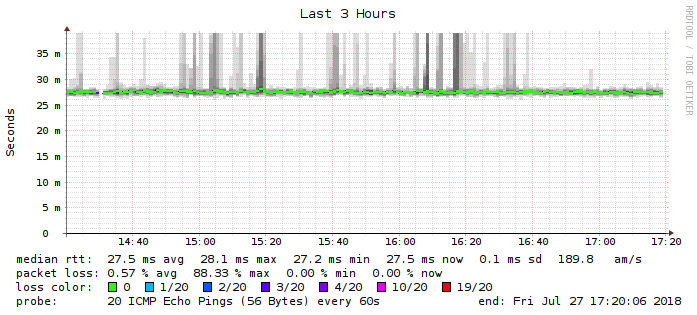 Last 3 Hours
RRDTOOL / TOBI OETIKER
Seconds
35 m
30 m
25 m
20 m
15 m
10 m
5 m
0
14:40 15:00 15:20 15:40 16:00 16:20 16:40 17:00 17:20
median rtt: 27.5 ms avg 28.1 ms max 27.2 ms min 27.5 ms now 0.1 ms sd 189.8 am/s
packet loss: 0.57 % avg 88.33 % max 0.00 % min 0.00 % now
loss color: 0 1/20 2/20 3/20 4/20 10/20 19/20
probe: 20 ICMP Echo Pings (56 Bytes) every 60s end: Fri Jul 27 17:20:06 2018